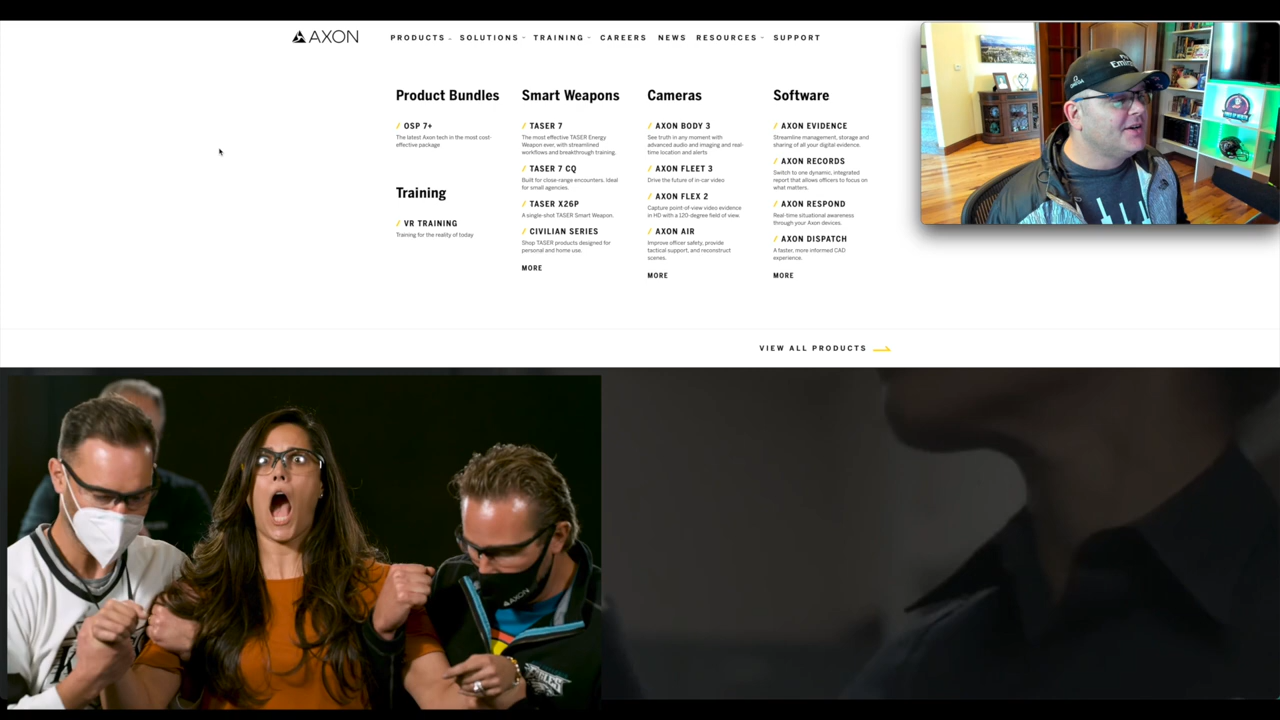 AXON
PRODUCTS SOLUTIONS TRAINING CAREERS NEWS RESOURCES SUPPORT
Product Bundles
OSP 7+
The latest Axon tech in the most cost-
effective package
Training
VR TRAINING
Training for the reality of today
Smart Weapons
TASER 7
The most effective TASER Energy
Weapon ever, with streamlined
workflows and breakthrough training.
TASER 7 CQ
Built for close-range encounters. Ideal
for small agencies.
TASER X26P
A single-shot TASER Smart Weapon.
CIVILIAN SERIES
Shop TASER products designed for
personal and home use.
MORE
Cameras
AXON BODY 3
See truth in any moment with
advanced audio and imaging and real-
time location and alerts
AXON FLEET 3
Drive the future of in-car video
AXON FLEX 2
Capture point-of-view video evidence
in HD with a 120-degree field of view.
AXON AIR
Improve officer safety, provide
tactical support, and reconstruct
scenes.
MORE
Software
AXON EVIDENCE
Streamline management, storage and
sharing of all your digital evidence.
AXON RECORDS
Switch to one dynamic, integrated
report that allows officers to focus on
what matters.
AXON RESPOND
Real-time situational awareness
through your Axon devices.
AXON DISPATCH
A faster, more informed CAD
experience.
MORE
VIEW ALL PRODUCTS
AXON